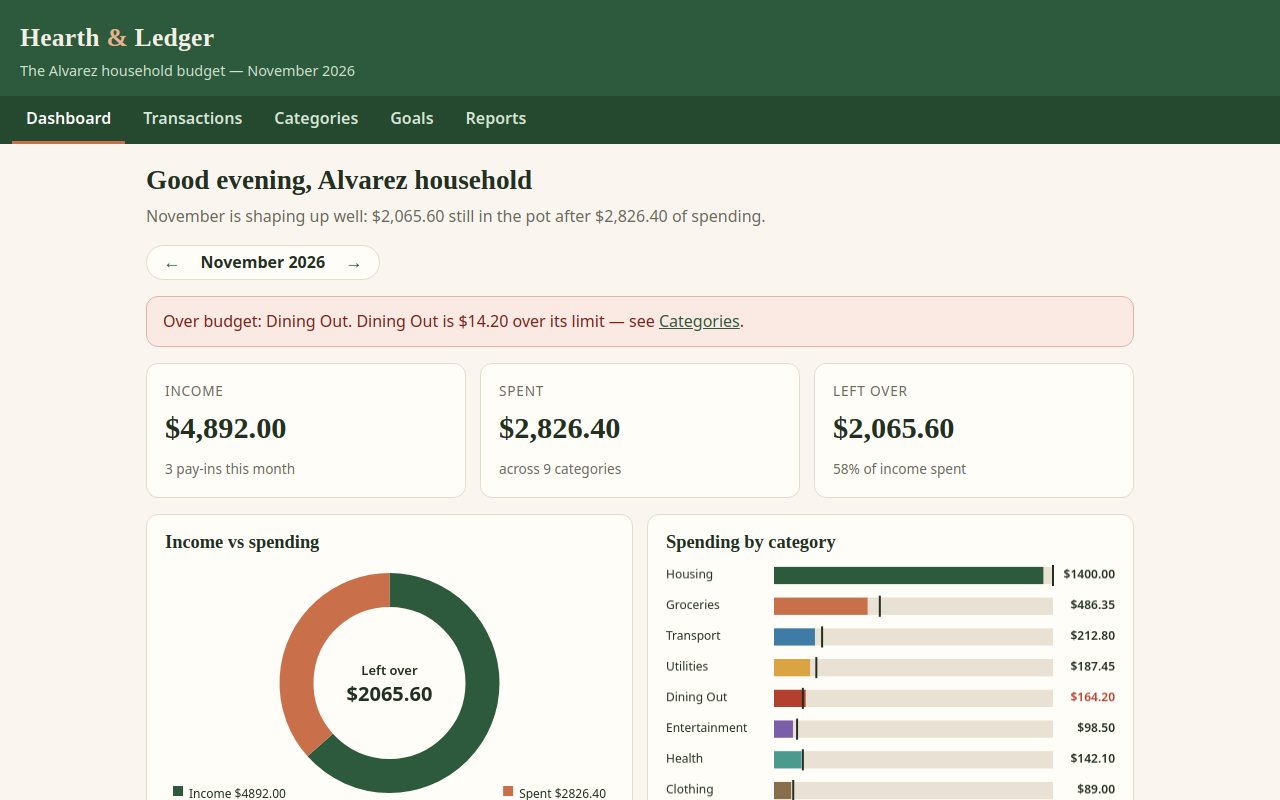 Hearth & Ledger
The Alvarez household budget — November 2026
Dashboard Transactions Categories Goals Reports
Good evening, Alvarez household
November is shaping up well: $2,065.60 still in the pot after $2,826.40 of spending.
← November 2026 →
Over budget: Dining Out. Dining Out is $14.20 over its limit — see Categories.
INCOME
$4,892.00
3 pay-ins this month
SPENT
$2,826.40
across 9 categories
LEFT OVER
$2,065.60
58% of income spent
Income vs spending
Left over
$2065.60
Income $4892.00
Spent $2826.40
Spending by category
Housing $1400.00
Groceries $486.35
Transport $212.80
Utilities $187.45
Dining Out $164.20
Entertainment $98.50
Health $142.10
Clothing $89.00